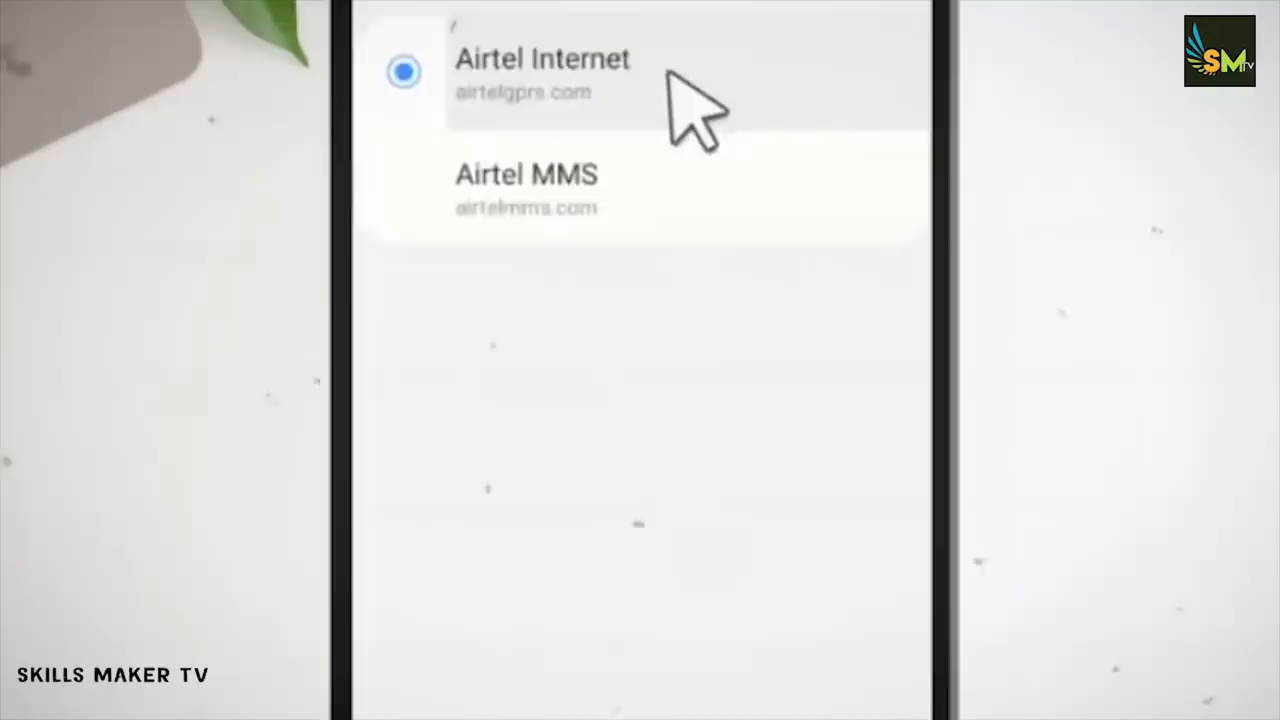 Airtel Internet
airtelgprs.com
Airtel MMS
airtelmms.com
SM TV
SKILLS MAKER TV